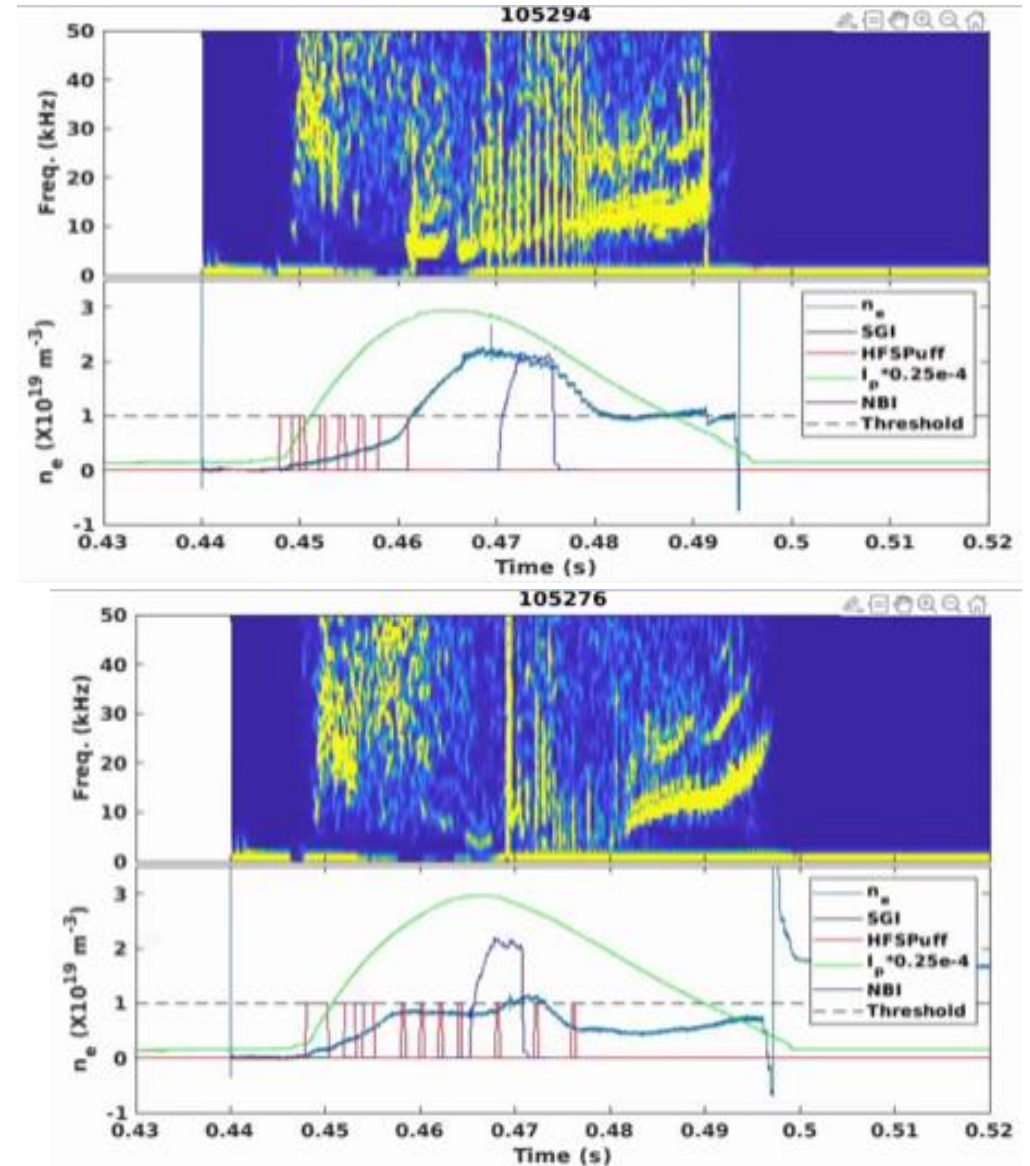 105294
50
40
30
20
10
0
Freq. (kHz)
3
2
1
0
-1
n_e (X10^19 m^-3)
n_e
SGI
HFSPuff
I_p*0.25e-4
NBI
Threshold
0.43 0.44 0.45 0.46 0.47 0.48 0.49 0.5 0.51 0.52
Time (s)
105276
50
40
30
20
10
0
Freq. (kHz)
3
2
1
0
-1
n_e (X10^19 m^-3)
n_e
SGI
HFSPuff
I_p*0.25e-4
NBI
Threshold
0.43 0.44 0.45 0.46 0.47 0.48 0.49 0.5 0.51 0.52
Time (s)